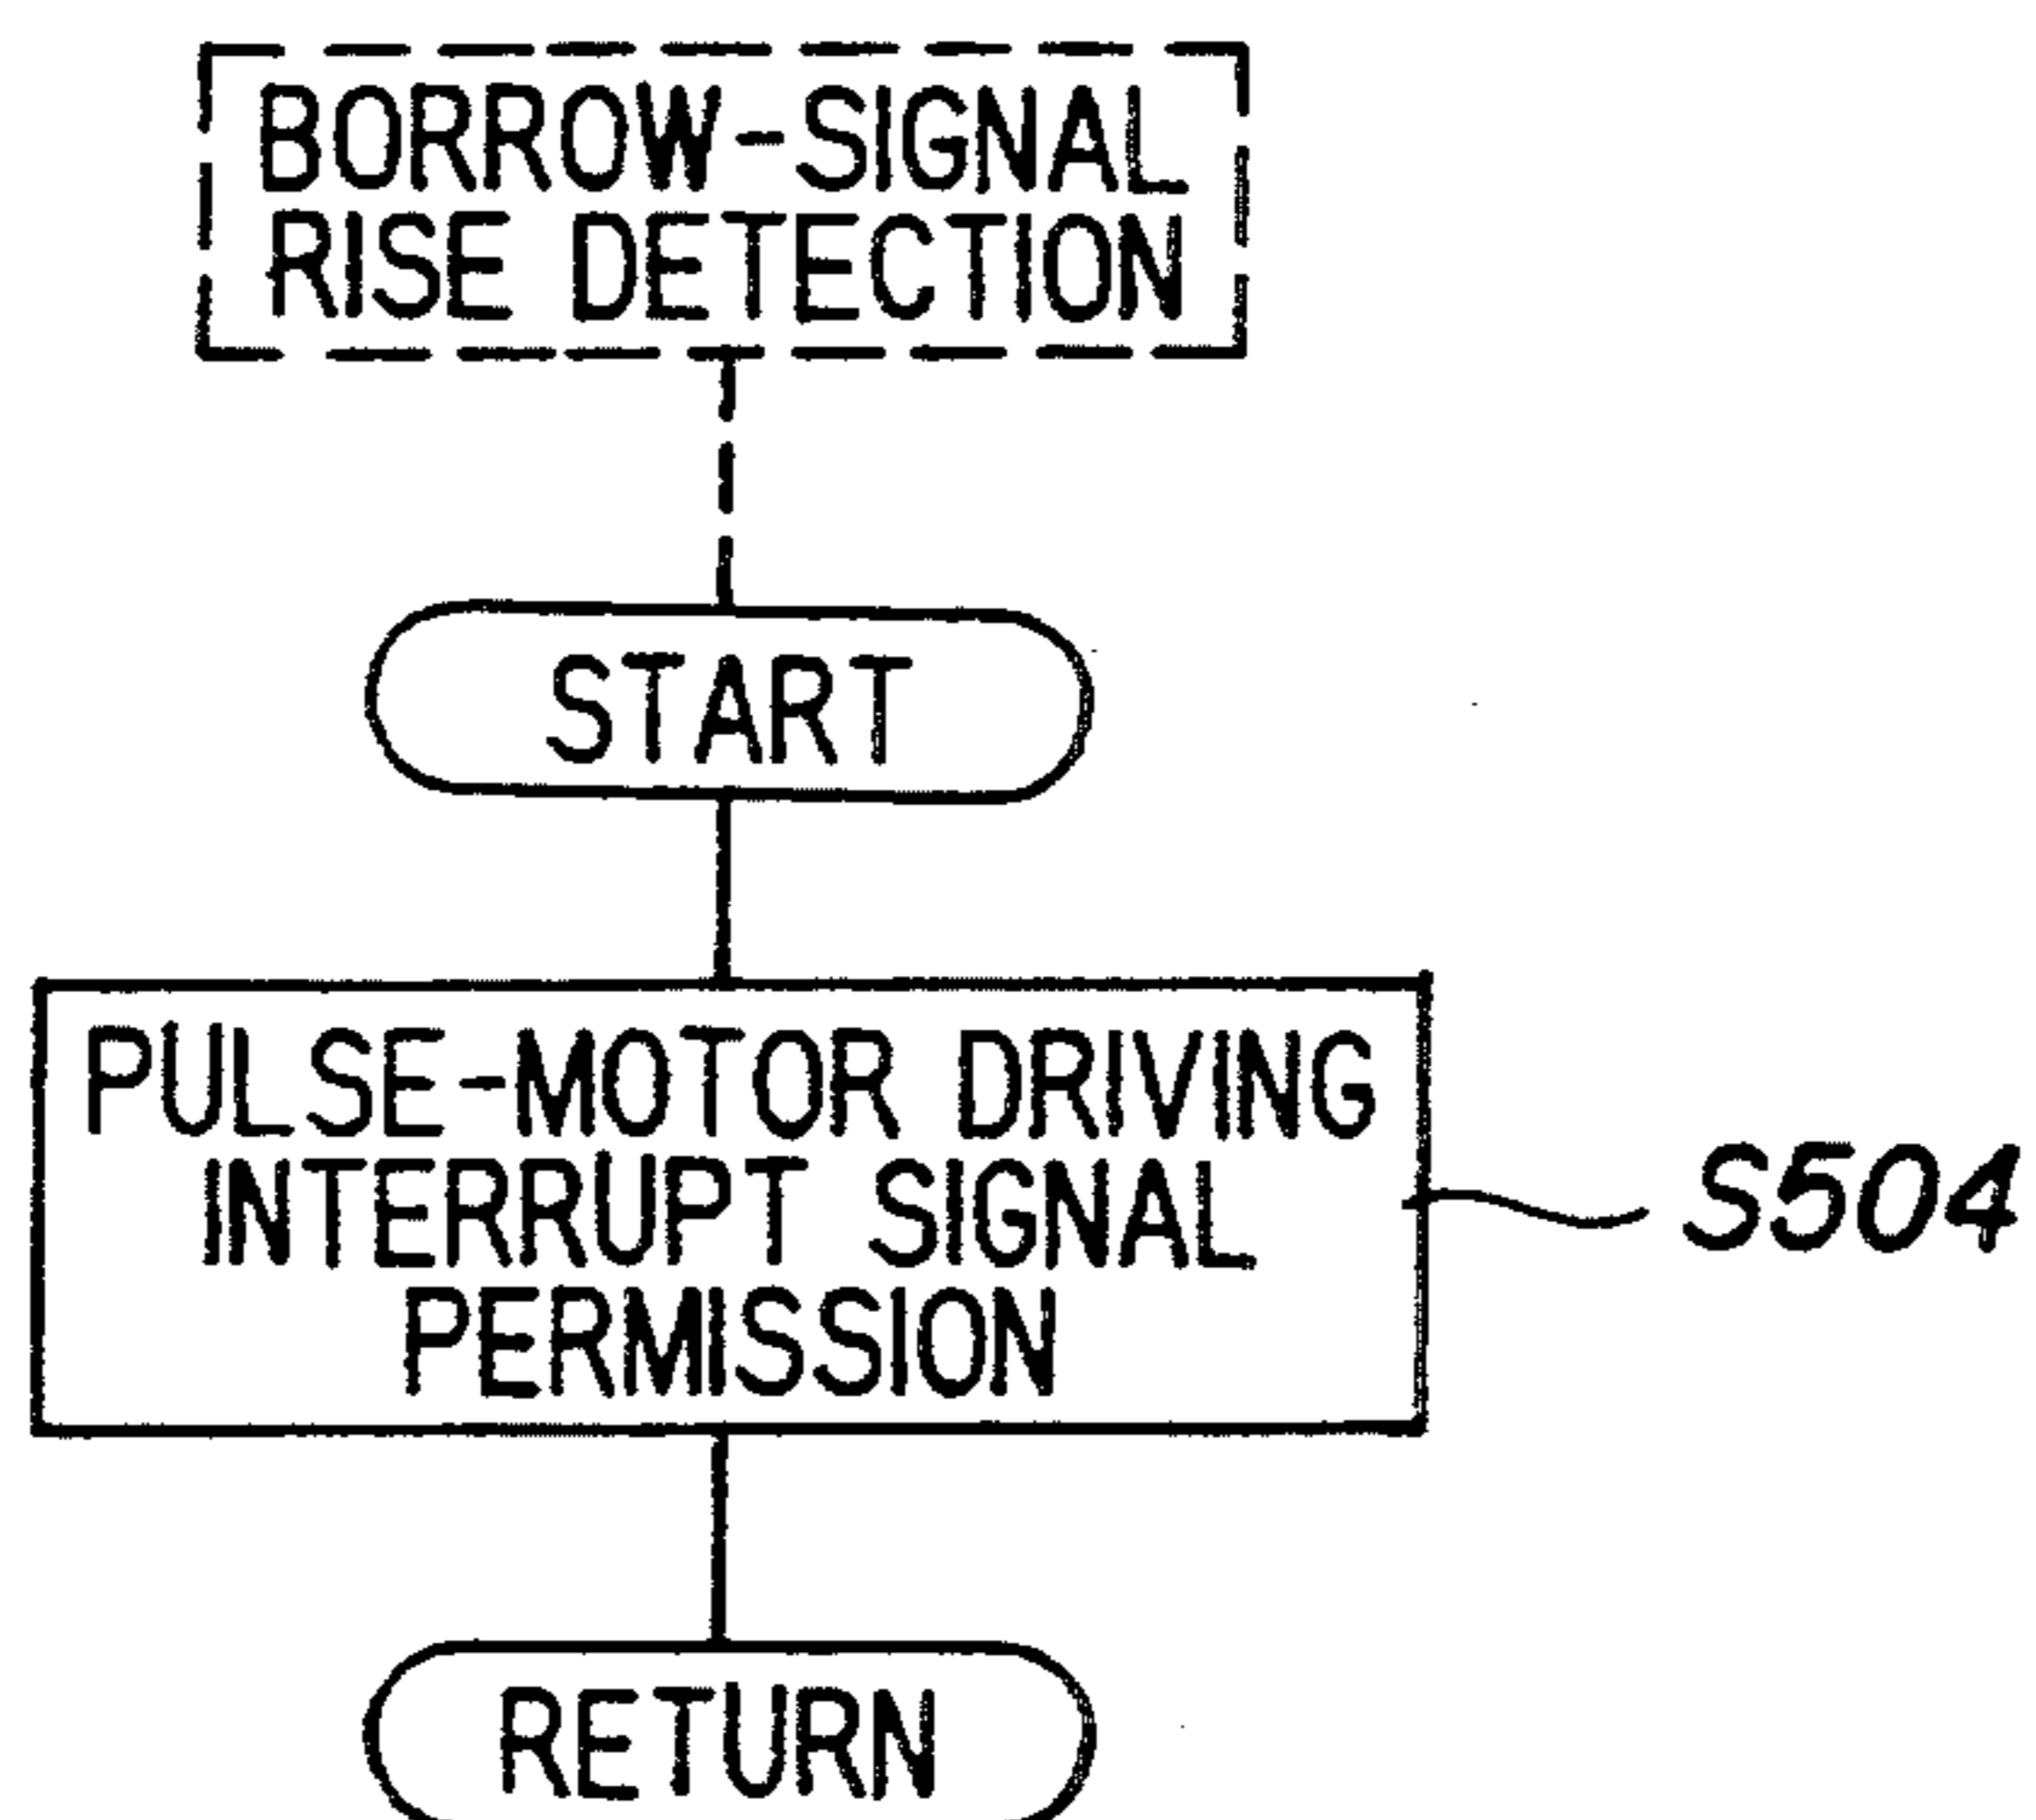 BORROW-SIGNAL
RISE DETECTION
START
PULSE-MOTOR DRIVING
INTERRUPT SIGNAL
PERMISSION
S504
RETURN